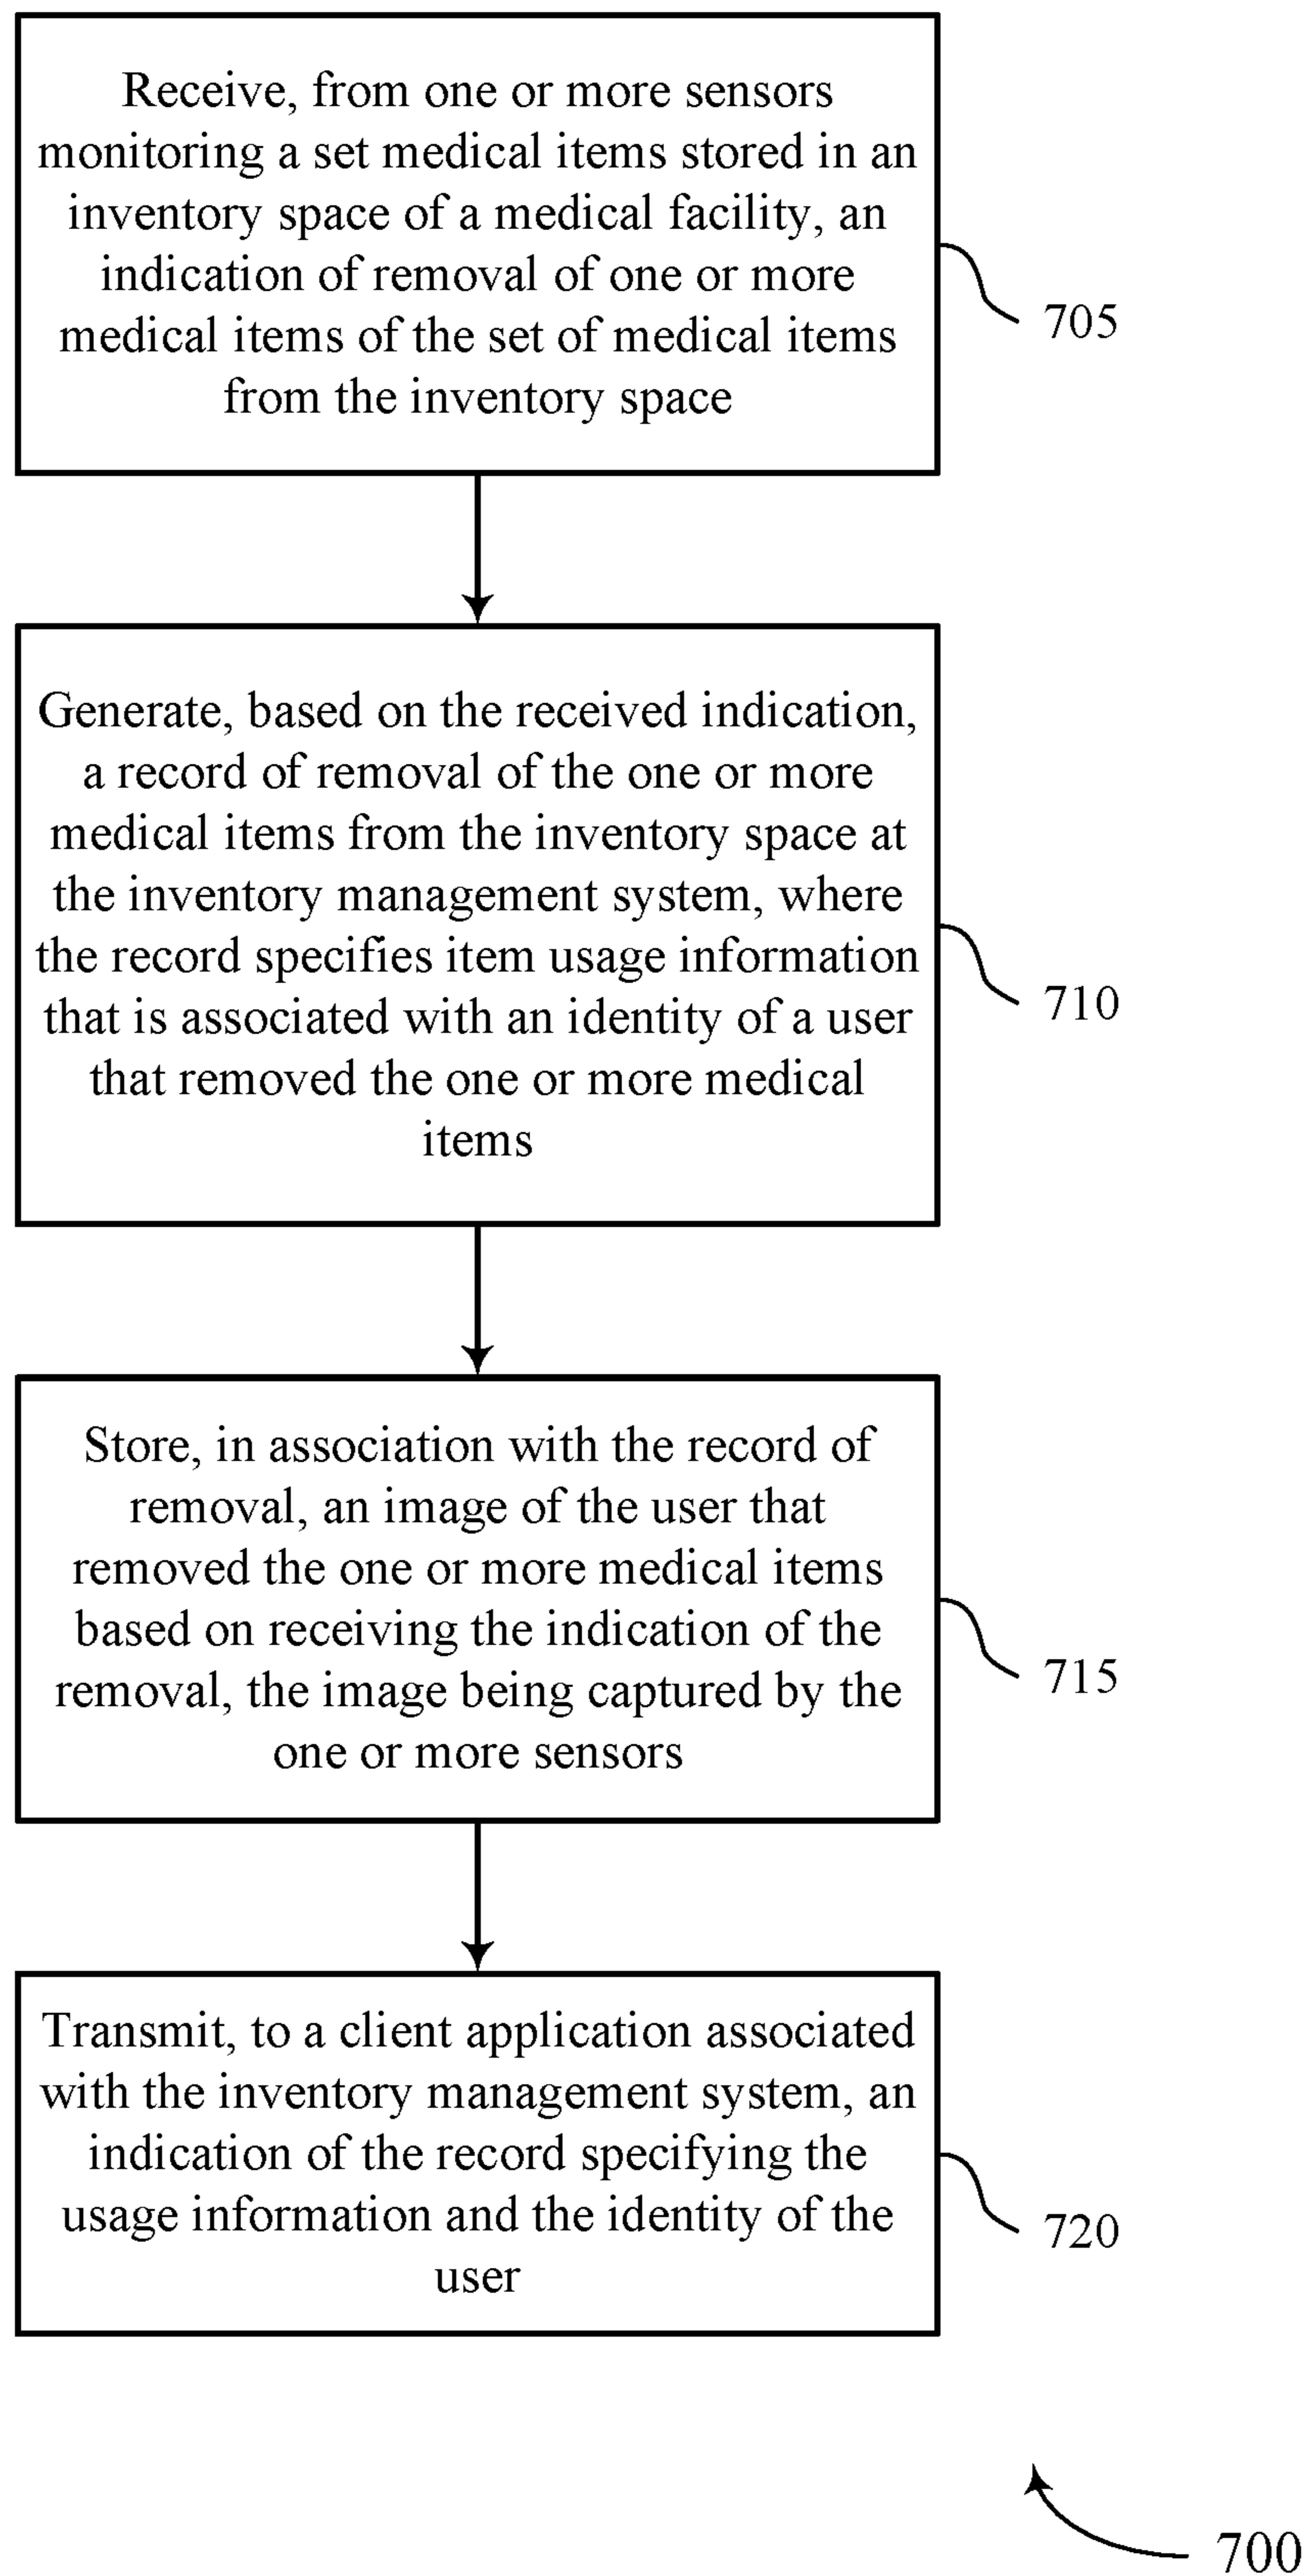 Receive, from one or more sensors
monitoring a set medical items stored in an
inventory space of a medical facility, an
indication of removal of one or more
medical items of the set of medical items
from the inventory space
705
Generate, based on the received indication,
a record of removal of the one or more
medical items from the inventory space at
the inventory management system, where
the record specifies item usage information
that is associated with an identity of a user
that removed the one or more medical
items
710
Store, in association with the record of
removal, an image of the user that
removed the one or more medical items
based on receiving the indication of the
removal, the image being captured by the
one or more sensors
715
Transmit, to a client application associated
with the inventory management system, an
indication of the record specifying the
usage information and the identity of the
user
720
700